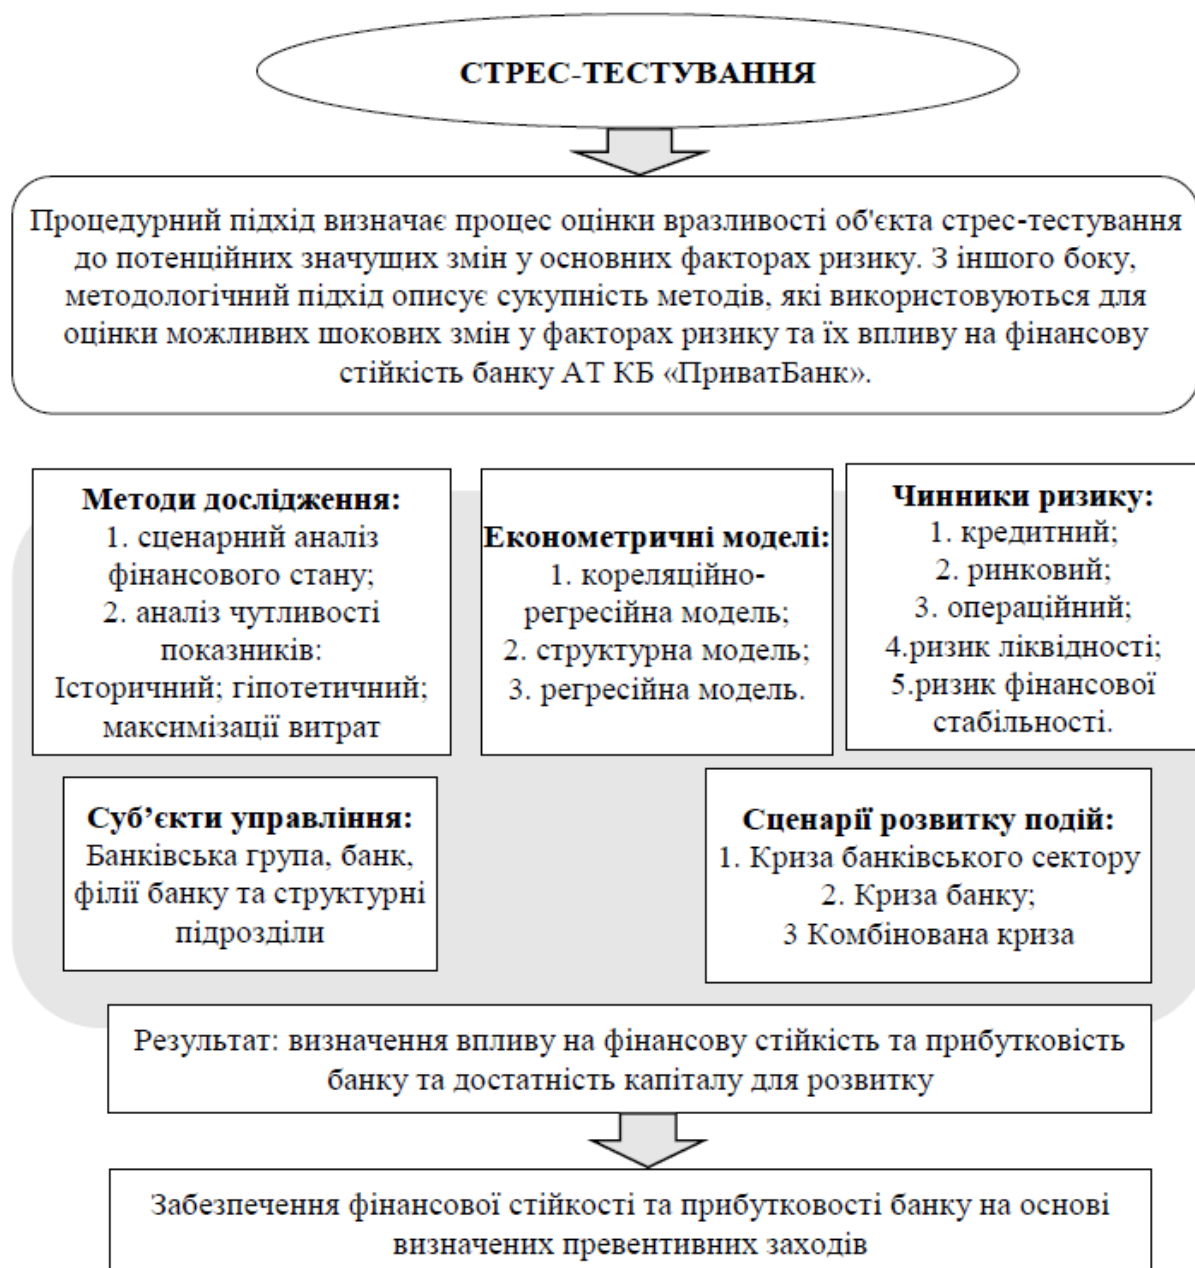 СТРЕС-ТЕСТУВАННЯ
Процедурний підхід визначає процес оцінки вразливості об'єкта стрес-тестування
до потенційних значущих змін у основних факторах ризику. З іншого боку,
методологічний підхід описує сукупність методів, які використовуються для
оцінки можливих шокових змін у факторах ризику та їх впливу на фінансову
стійкість банку АТ КБ «ПриватБанк».
Методи дослідження:
1. сценарний аналіз
фінансового стану;
2. аналіз чутливості
показників:
Історичний; гіпотетичний;
максимізації витрат
Економетричні моделі:
1. кореляційно-
регресійна модель;
2. структурна модель;
3. регресійна модель.
Чинники ризику:
1. кредитний;
2. ринковий;
3. операційний;
4.ризик ліквідності;
5.ризик фінансової
стабільності.
Суб’єкти управління:
Банківська група, банк,
філії банку та структурні
підрозділи
Сценарії розвитку подій:
1. Криза банківського сектору
2. Криза банку;
3 Комбінована криза
Результат: визначення впливу на фінансову стійкість та прибутковість
банку та достатність капіталу для розвитку
Забезпечення фінансової стійкості та прибутковості банку на основі
визначених превентивних заходів